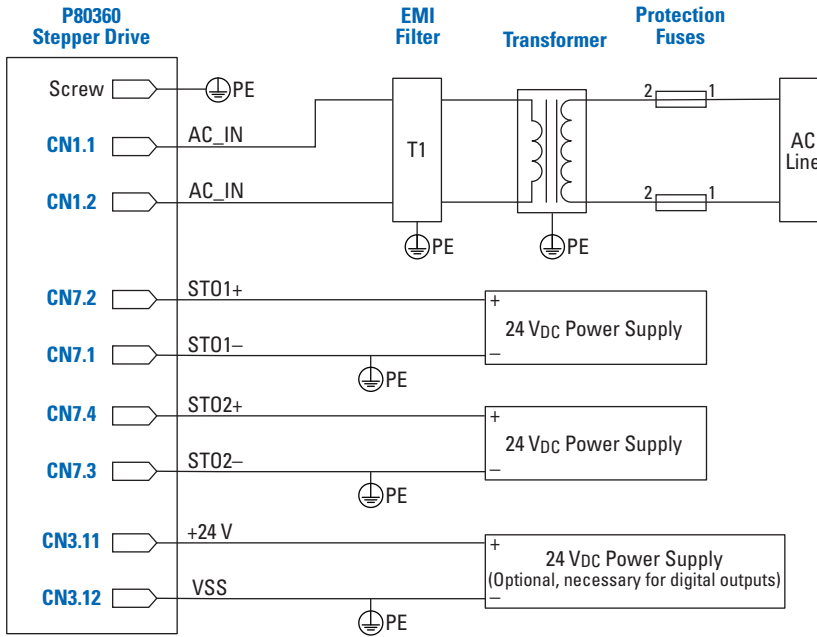 P80360
Stepper Drive
EMI
Filter
Transformer
Protection
Fuses
Screw
PE
CN1.1
AC_IN
T1
2
1
AC
Line
CN1.2
AC_IN
2
1
PE
PE
CN7.2
STO1+
+
24 VDC Power Supply
CN7.1
STO1–
–
PE
CN7.4
STO2+
+
24 VDC Power Supply
CN7.3
STO2–
–
PE
CN3.11
+24 V
+
24 VDC Power Supply
(Optional, necessary for digital outputs)
CN3.12
VSS
–
PE